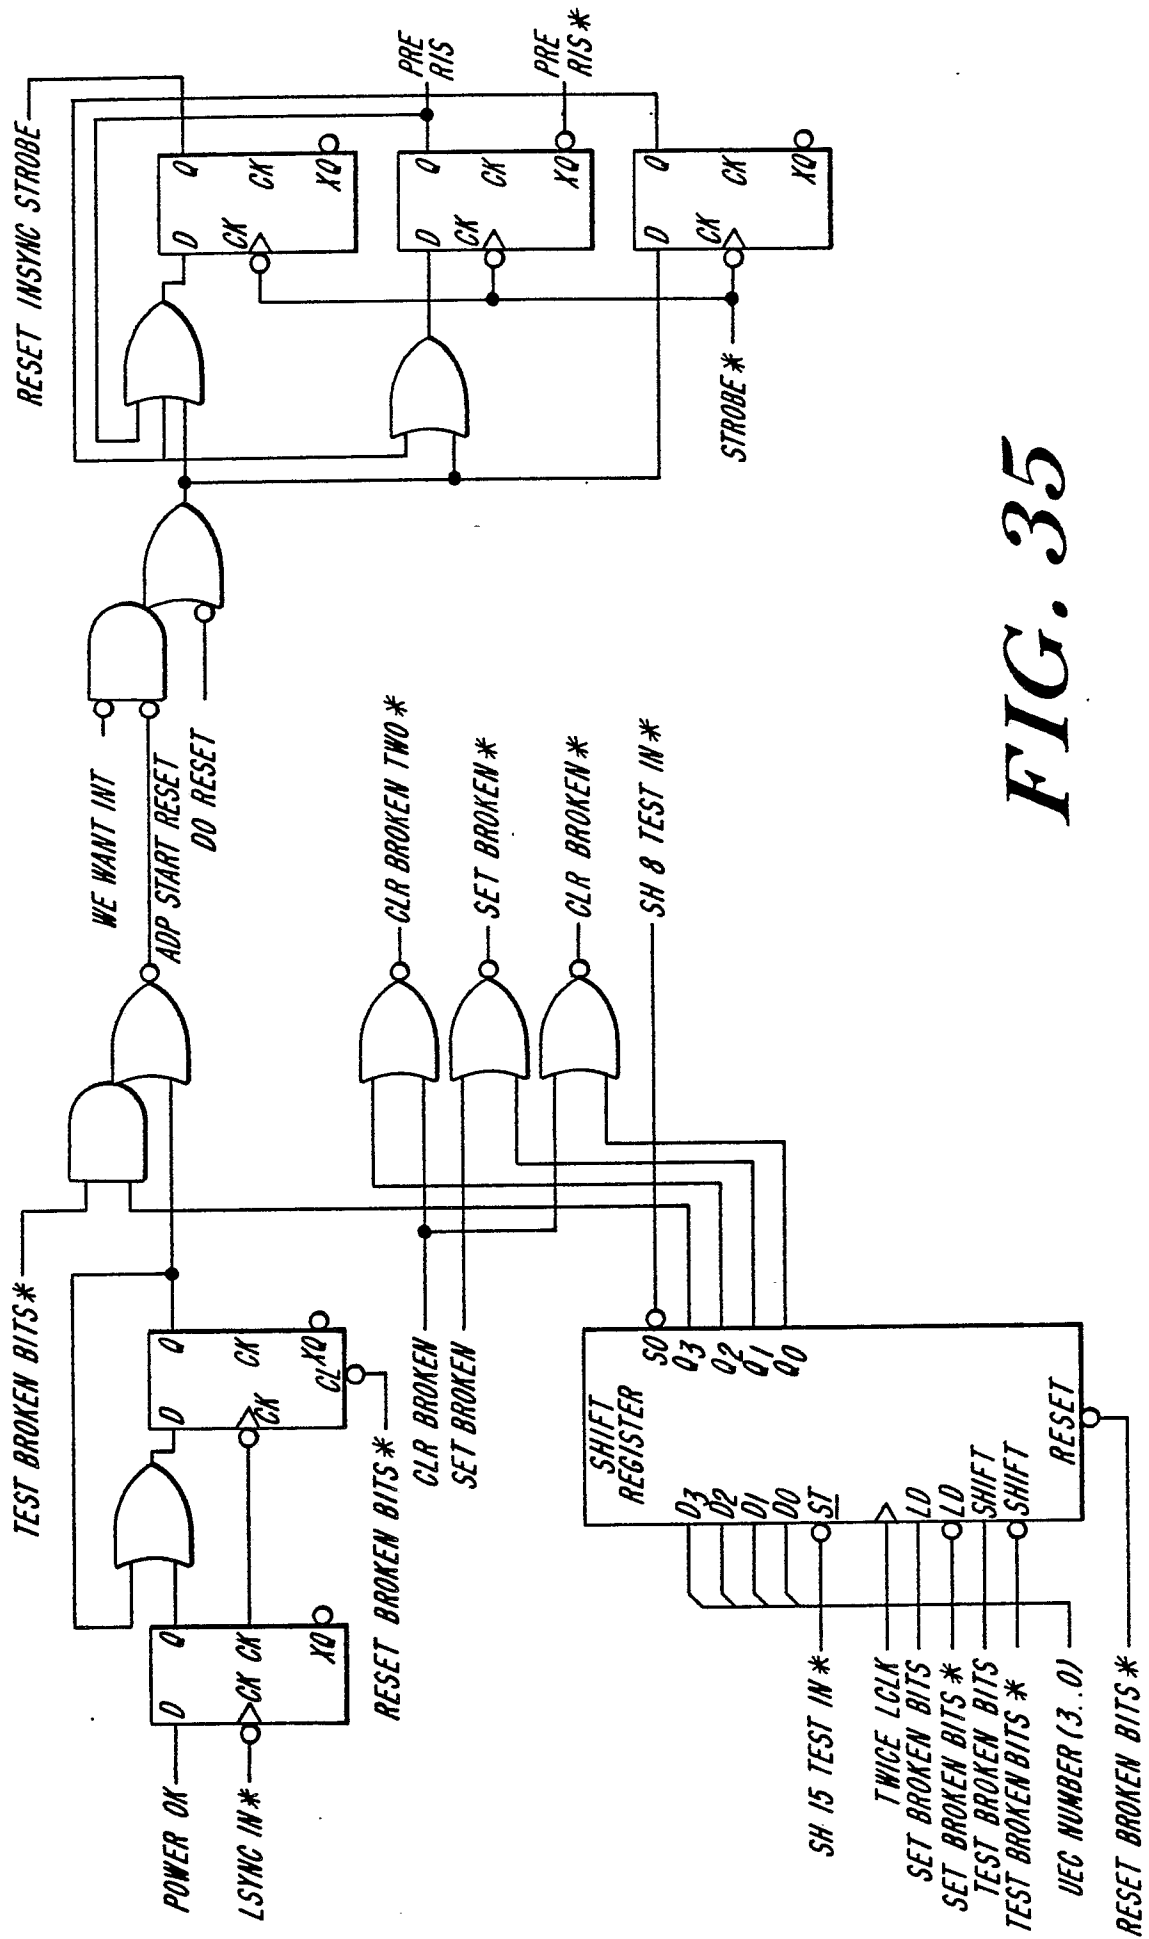 RESET INSYNC STROBE
PRE
RIS
PRE
RIS*
Q
CK
XQ
D
CK
Q
CK
XQ
D
CK
Q
CK
XQ
D
CK
STROBE*
WE WANT INT
ADP START RESET
DO RESET
CLR BROKEN TWO*
SET BROKEN*
CLR BROKEN*
SH 8 TEST IN*
TEST BROKEN BITS*
Q
CK
XQ
CL
D
CK
RESET BROKEN BITS*
CLR BROKEN
SET BROKEN
Q
CK
XQ
D
CK
POWER OK
LSYNC IN*
SHIFT
REGISTER
SO
Q3
Q2
Q1
Q0
D3
D2
D1
D0
ST
LD
LD
SHIFT
SHIFT
RESET
SH 15 TEST IN*
TWICE LCLK
SET BROKEN BITS
SET BROKEN BITS*
TEST BROKEN BITS
TEST BROKEN BITS*
UEC NUMBER (3..0)
RESET BROKEN BITS*
FIG. 35